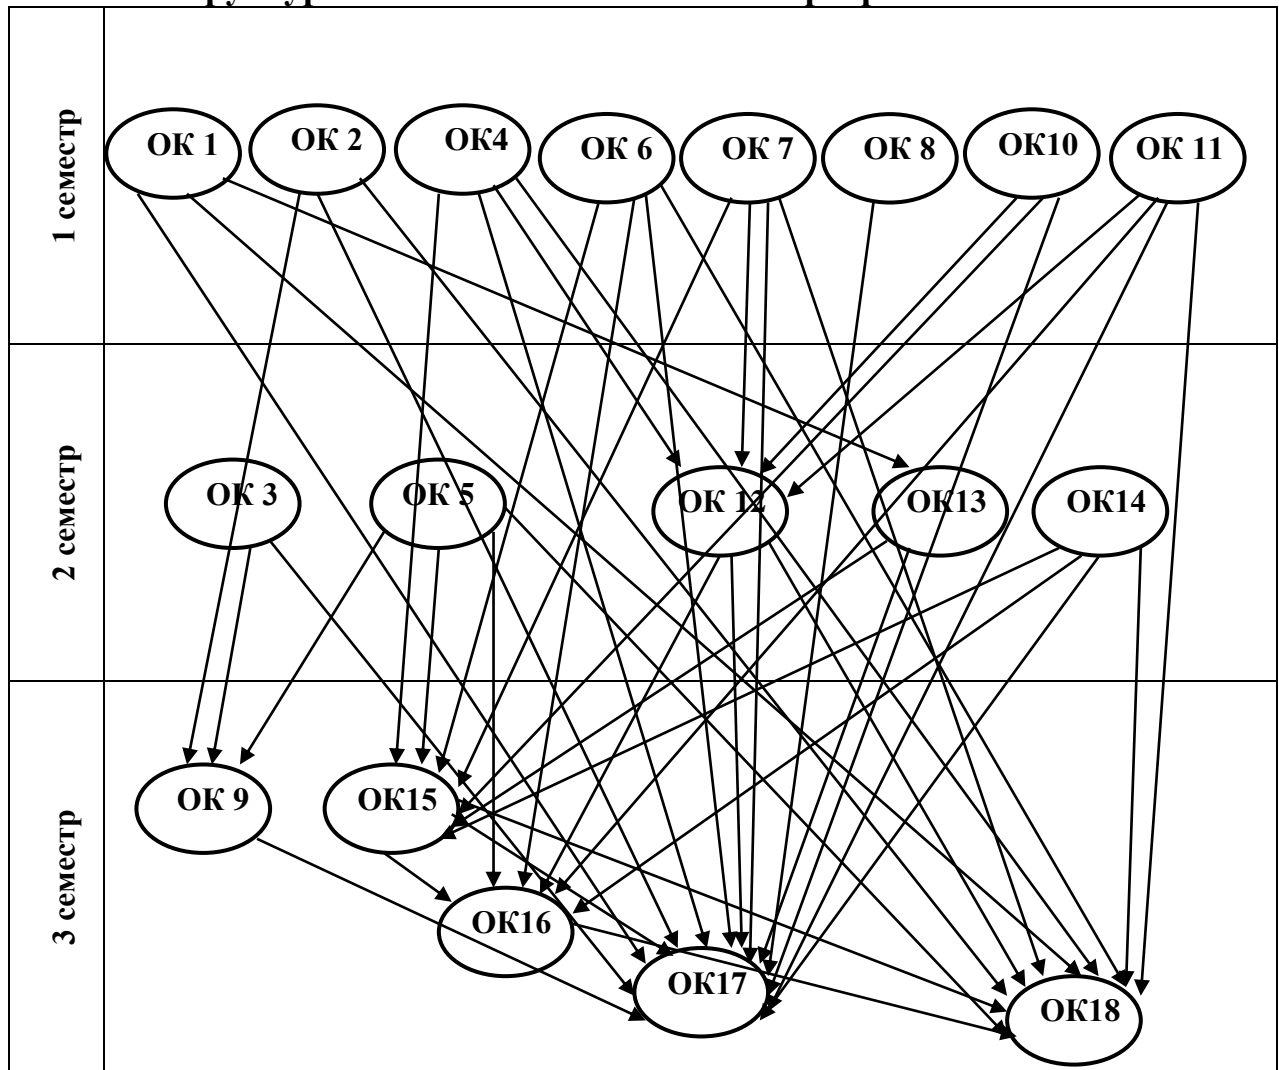 1 семестр
ОК 1
ОК 2
ОК4
ОК 6
ОК 7
ОК 8
ОК10
ОК 11
2 семестр
ОК 3
ОК 5
ОК 12
ОК13
ОК14
3 семестр
ОК 9
ОК15
ОК16
ОК17
ОК18